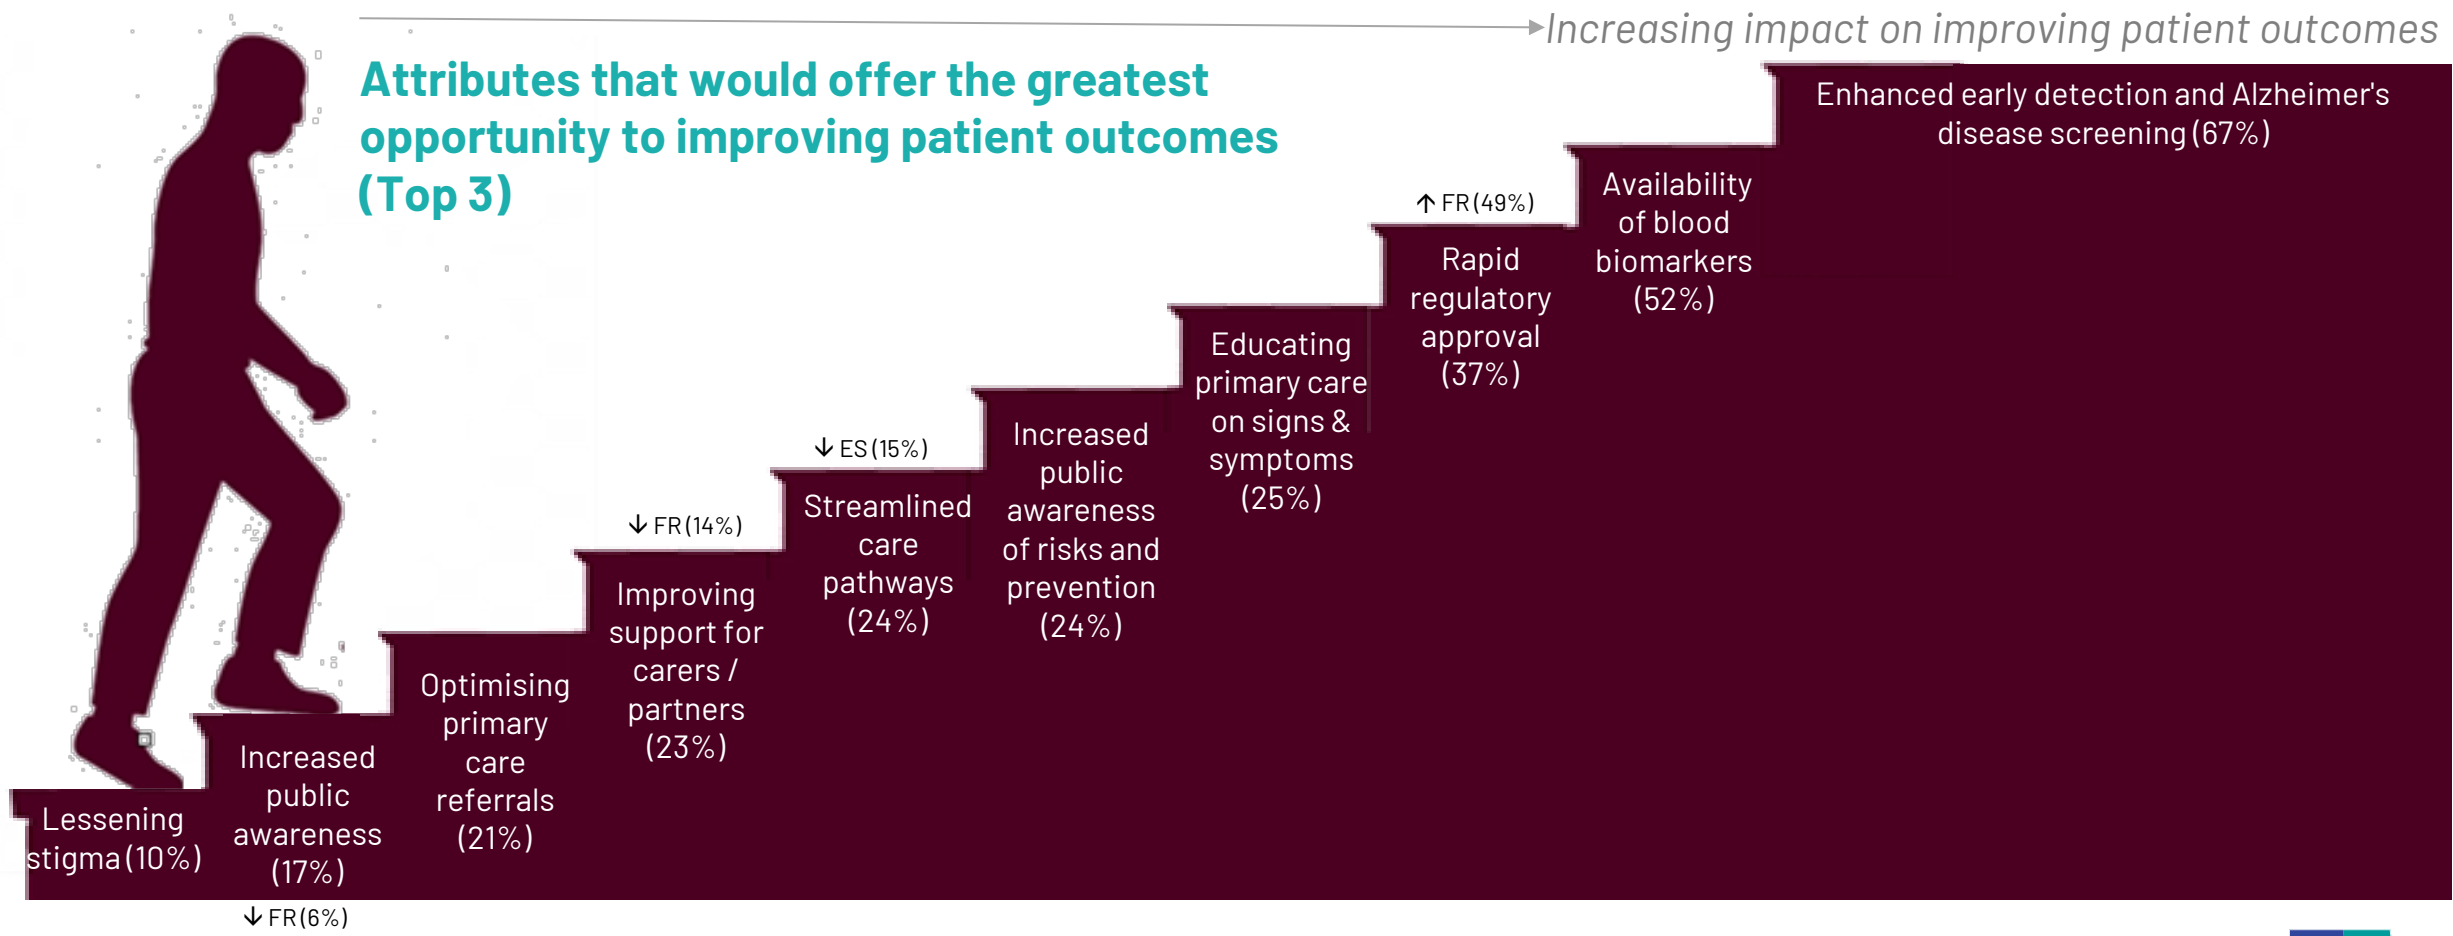 Increasing impact on improving patient outcomes
Attributes that would offer the greatest
opportunity to improving patient outcomes
(Top 3)
Enhanced early detection and Alzheimer's
disease screening (67%)
Availability
of blood
biomarkers
(52%)
↑ FR (49%)
Rapid
regulatory
approval
(37%)
Educating
primary care
on signs &
symptoms
(25%)
Increased
public
awareness
of risks and
prevention
(24%)
↓ ES (15%)
Streamlined
care
pathways
(24%)
↓ FR (14%)
Improving
support for
carers /
partners
(23%)
Optimising
primary
care
referrals
(21%)
Increased
public
awareness
(17%)
↓ FR (6%)
Lessening
stigma (10%)